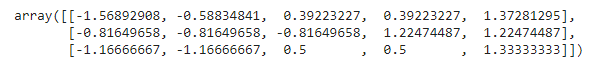 array([[-1.56892908, -0.58834841,  0.39223227,  0.39223227,  1.37281295],
       [-0.81649658, -0.81649658, -0.81649658,  1.22474487,  1.22474487],
       [-1.16666667, -1.16666667,  0.5       ,  0.5       ,  1.33333333]])